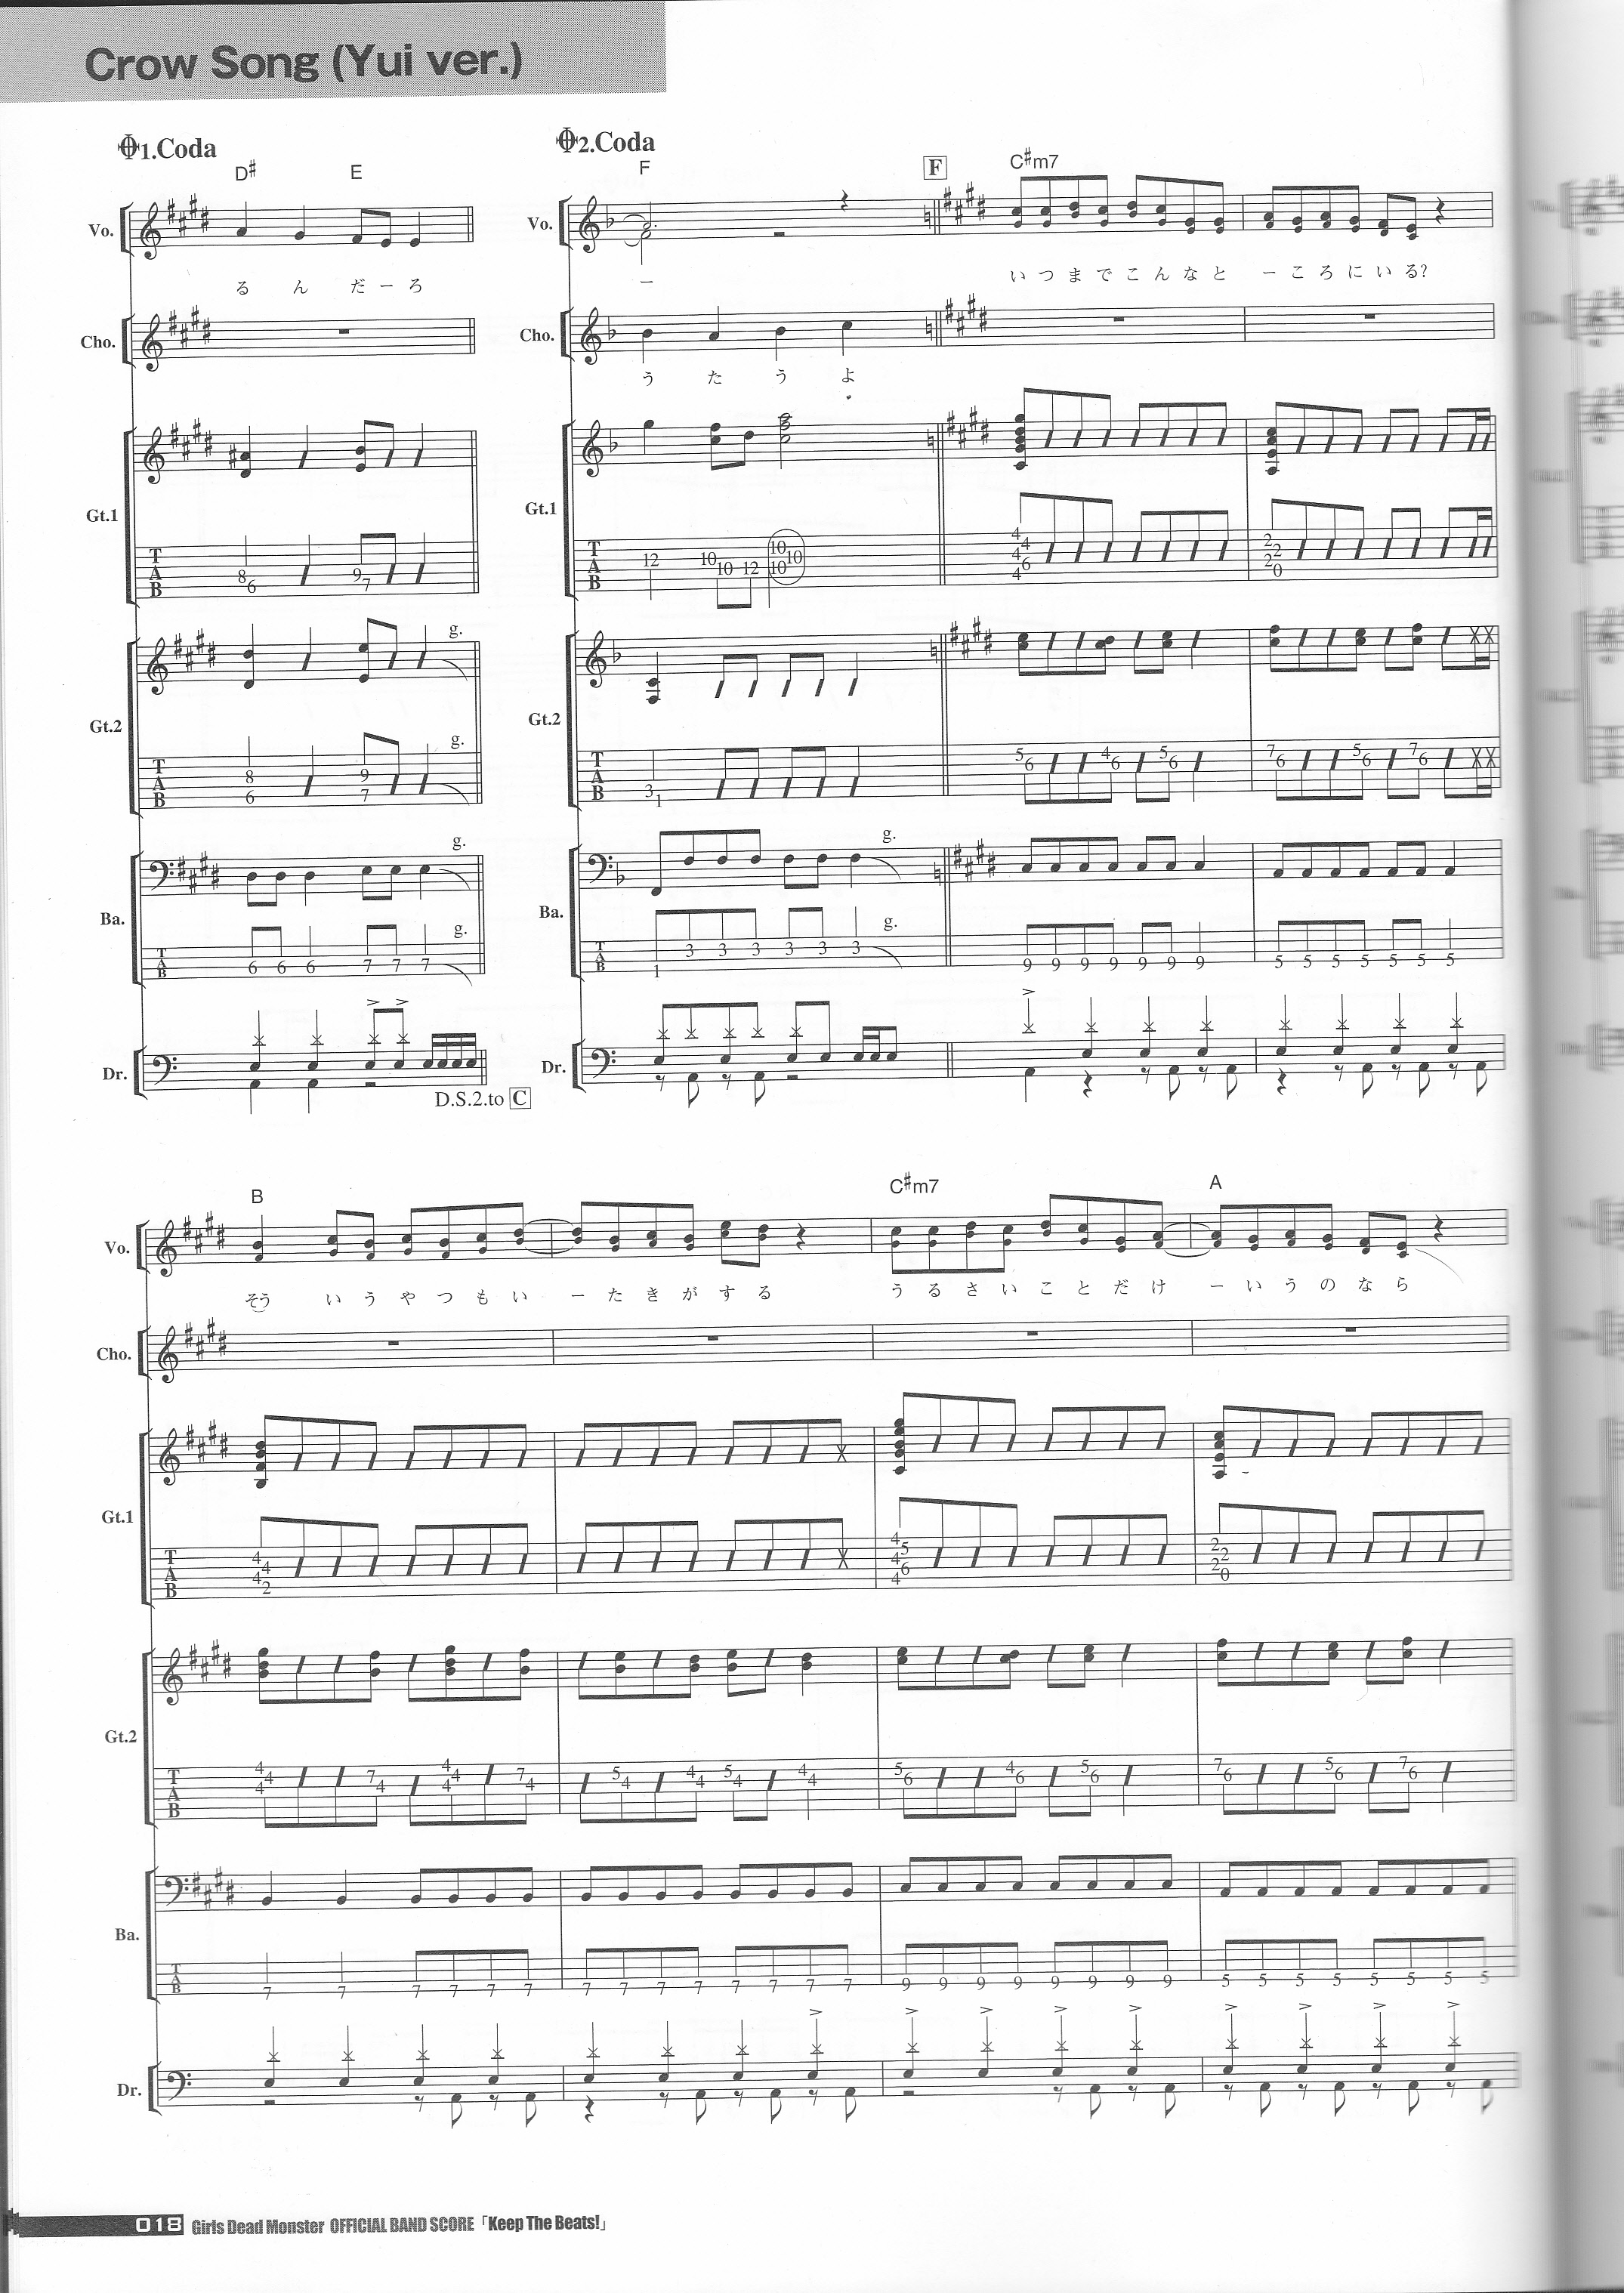 Crow Song (Yui ver.)
1.Coda
2.Coda
D# E
F
F
C#m7
Vo.
る ん だ ー ろ
Vo.
ー
い つ ま で こ ん な と ー こ ろ に い る?
Cho.
Cho.
う た う よ
Gt.1
T A B
8 6 9 7
Gt.1
T A B
12 10 10 12 10 10 10
4 4 4 6 4
2 2 2 0
Gt.2
g.
T A B
8 6 9 7
g.
Gt.2
T A B
3 1
5 6 4 6 5 6
7 6 5 6 7 6
Ba.
g.
T A B
6 6 6 7 7 7
g.
Ba.
g.
T A B
1 3 3 3 3 3 3
g.
9 9 9 9 9 9 9
5 5 5 5 5 5 5
Dr.
D.S.2.to C
Dr.
B
C#m7
A
Vo.
そう い う や つ も い ー た き が す る
う る さ い こ と だ け ー い う の な ら
Cho.
Gt.1
T A B
4 4 4 2
4 5 4 6 4
2 2 2 0
Gt.2
T A B
4 4 4 7 4 4 4 4 7 4
5 4 4 4 5 4 4 4
5 6 4 6 5 6
7 6 5 6 7 6
Ba.
T A B
7 7 7 7 7 7
7 7 7 7 7 7 7 7
9 9 9 9 9 9 9 9
5 5 5 5 5 5 5 5
Dr.
018 Girls Dead Monster OFFICIAL BAND SCORE「Keep The Beats!」